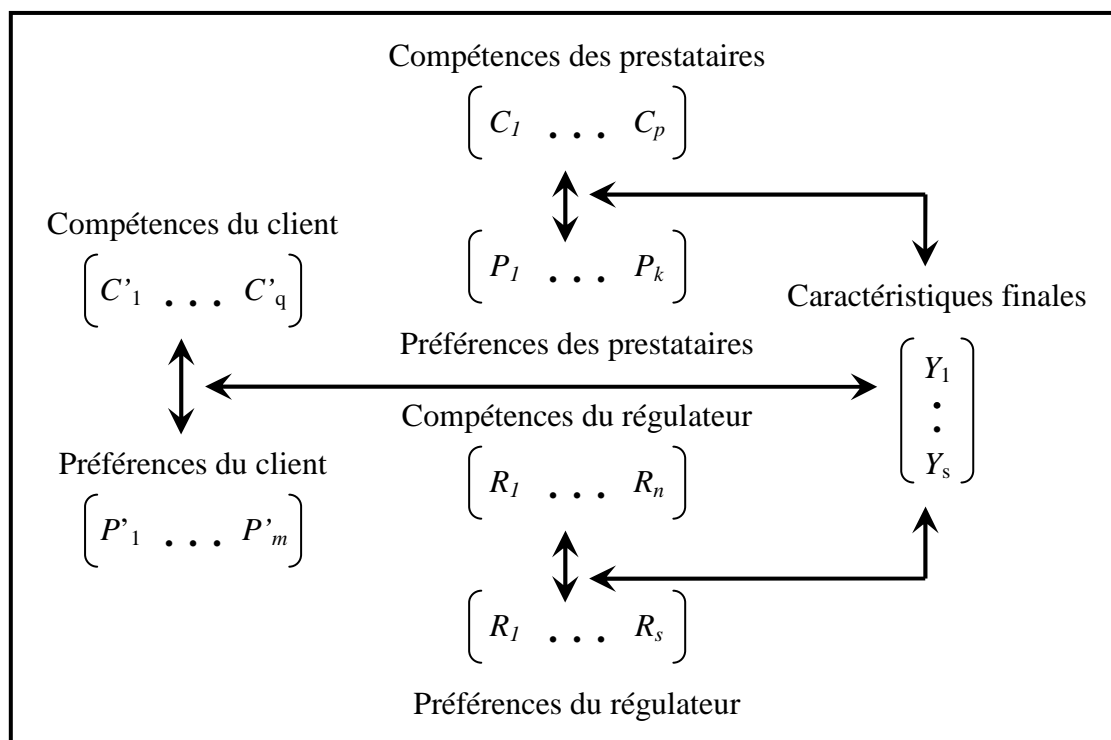 Compétences des prestataires
C1 . . . Cp
Compétences du client
C’1 . . . C’q
P1 . . . Pk
Caractéristiques finales
Préférences des prestataires
Y1
.
.
Ys
Compétences du régulateur
Préférences du client
R1 . . . Rn
P’1 . . . P’m
R1 . . . Rs
Préférences du régulateur